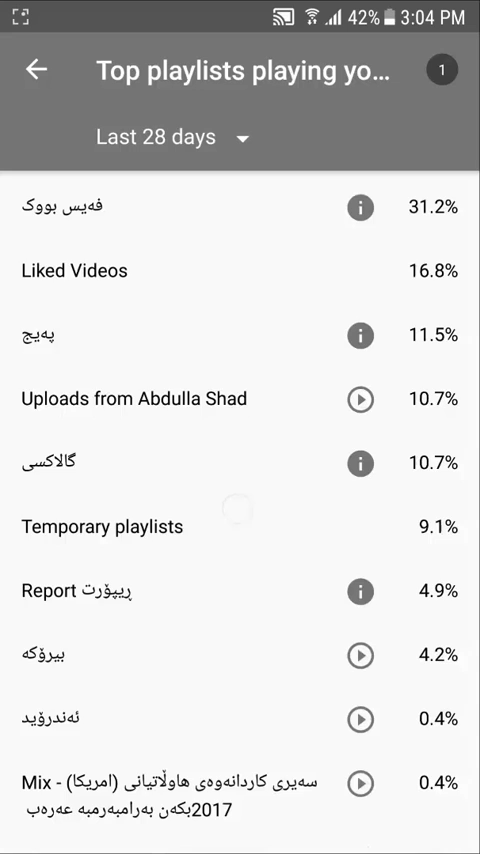 42% 3:04 PM
Top playlists playing yo...
1
Last 28 days
فەیس بووک 31.2%
Liked Videos 16.8%
پەیج 11.5%
Uploads from Abdulla Shad 10.7%
گالاکسی 10.7%
Temporary playlists 9.1%
Report ڕیپۆرت 4.9%
بیرۆکە 4.2%
ئەندرۆید 0.4%
Mix - سەیری کاردانەوەی هاوڵاتیانی (امریکا) 0.4%
2017بکەن بەرامبەرمبە عەرەب